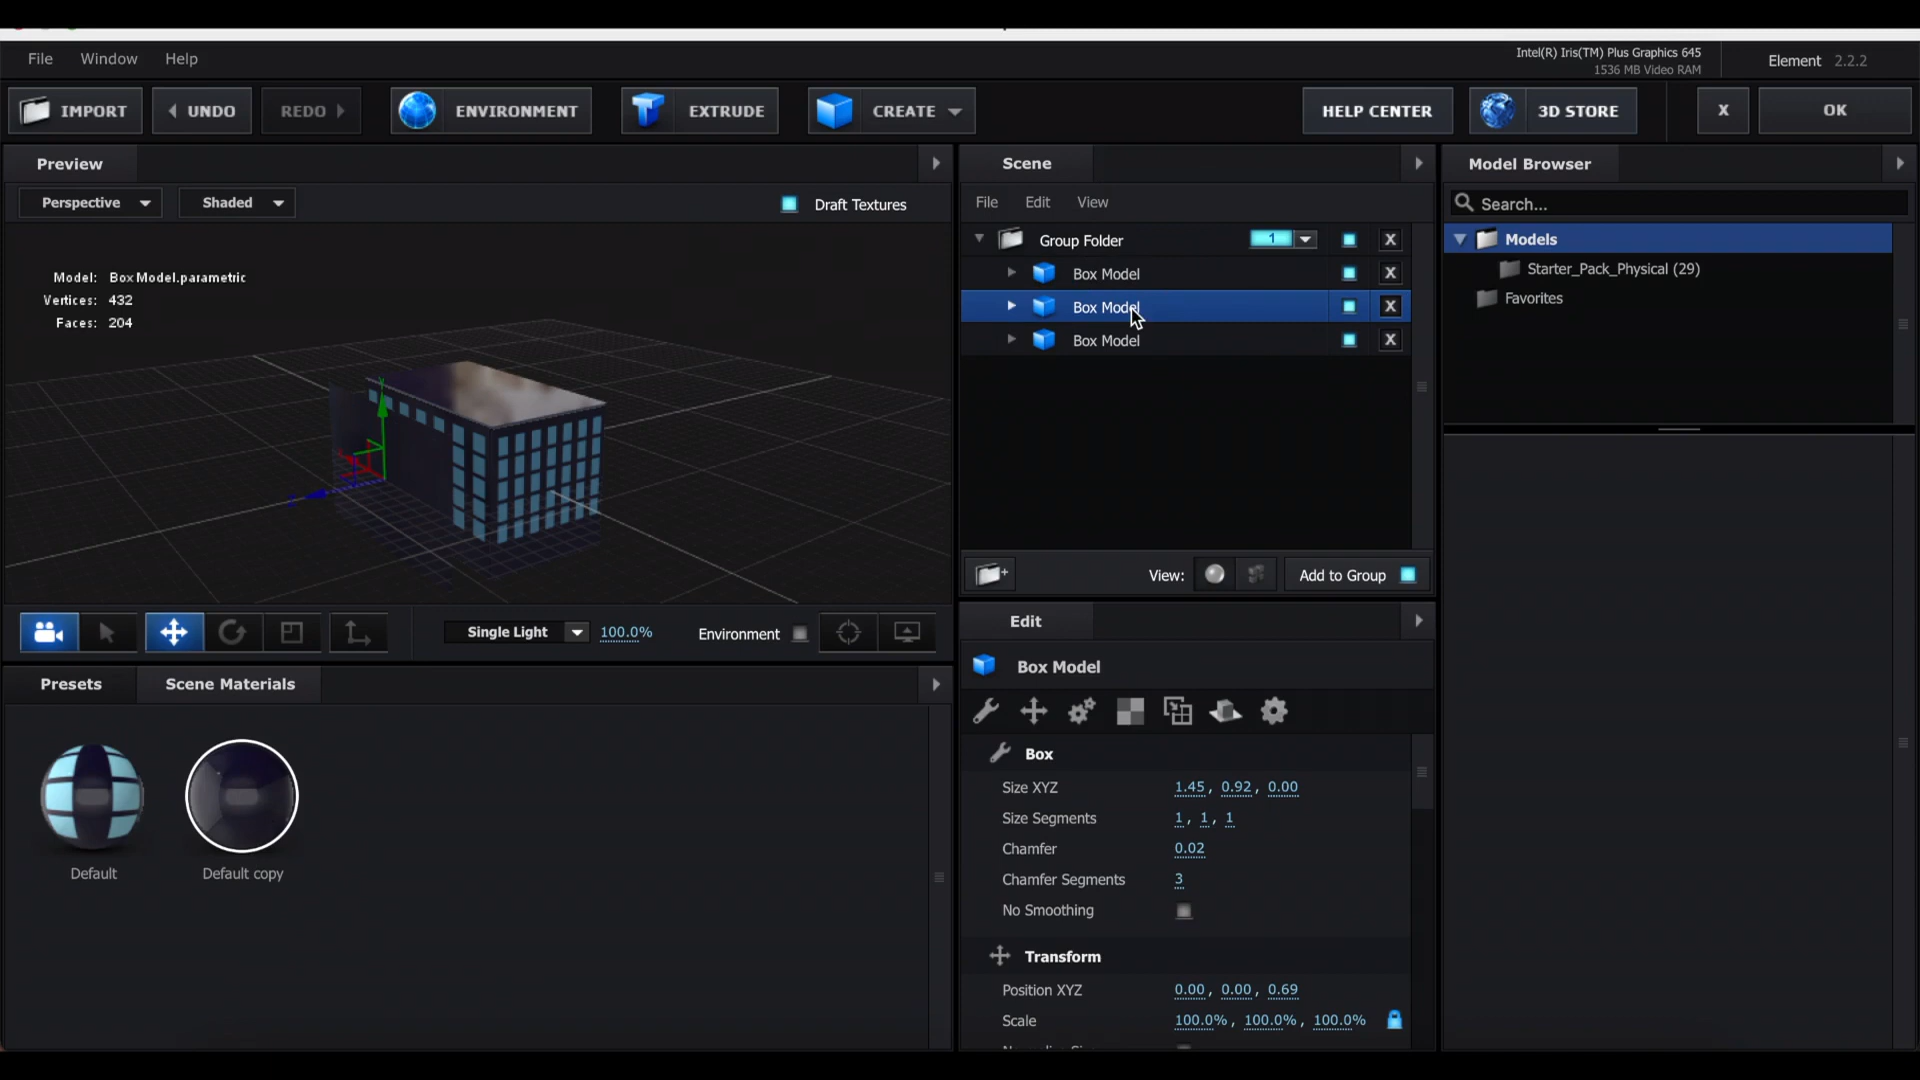 File Window Help
Intel(R) Iris(TM) Plus Graphics 645
1536 MB Video RAM
Element 2.2.2
IMPORT UNDO REDO ENVIRONMENT EXTRUDE CREATE HELP CENTER 3D STORE X OK
Preview
Perspective Shaded Draft Textures
Model: Box Model.parametric
Vertices: 432
Faces: 204
Single Light 100.0% Environment
Presets Scene Materials
Default Default copy
Scene
File Edit View
Group Folder 1 X
Box Model X
Box Model X
Box Model X
View: Add to Group
Edit
Box Model
Box
Size XYZ 1.45, 0.92, 0.00
Size Segments 1, 1, 1
Chamfer 0.02
Chamfer Segments 3
No Smoothing
Transform
Position XYZ 0.00, 0.00, 0.69
Scale 100.0%, 100.0%, 100.0%
Model Browser
Search...
Models
Starter_Pack_Physical (29)
Favorites